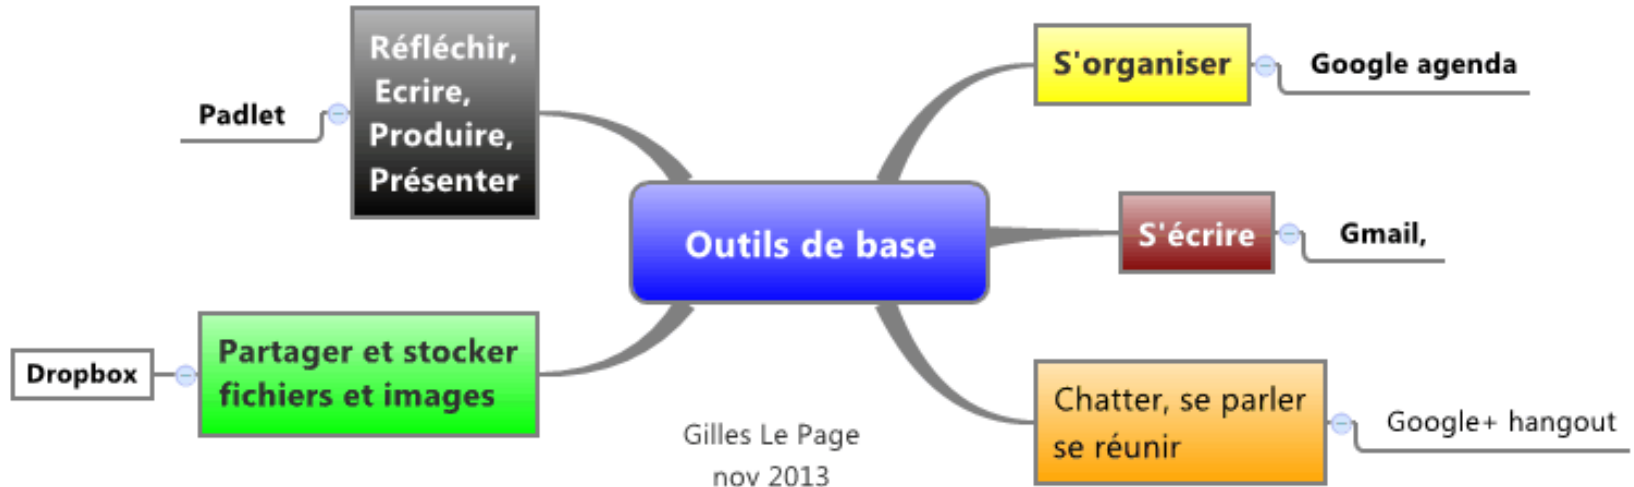 Réfléchir,
Ecrire,
Produire,
Présenter
Padlet
Partager et stocker
fichiers et images
Dropbox
Outils de base
S'organiser
Google agenda
S'écrire
Gmail,
Chatter, se parler
se réunir
Google+ hangout
Gilles Le Page
nov 2013